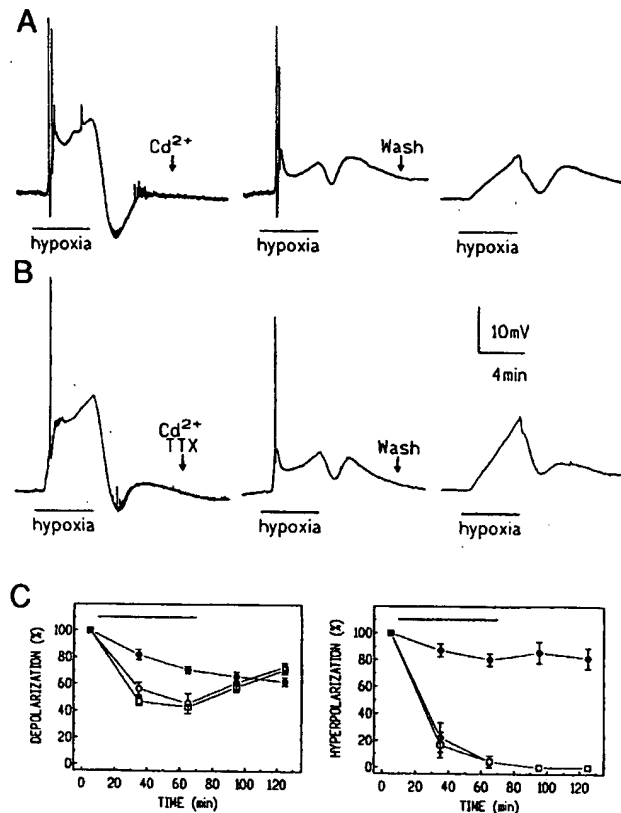 A
Cd2+
Wash
hypoxia
hypoxia
hypoxia
B
Cd2+
TTX
Wash
10mV
4min
hypoxia
hypoxia
hypoxia
C
DEPOLARIZATION (%)
100
80
60
40
20
0
0 20 40 60 80 100 120
TIME (min)
HYPERPOLARIZATION (%)
100
80
60
40
20
0
0 20 40 60 80 100 120
TIME (min)